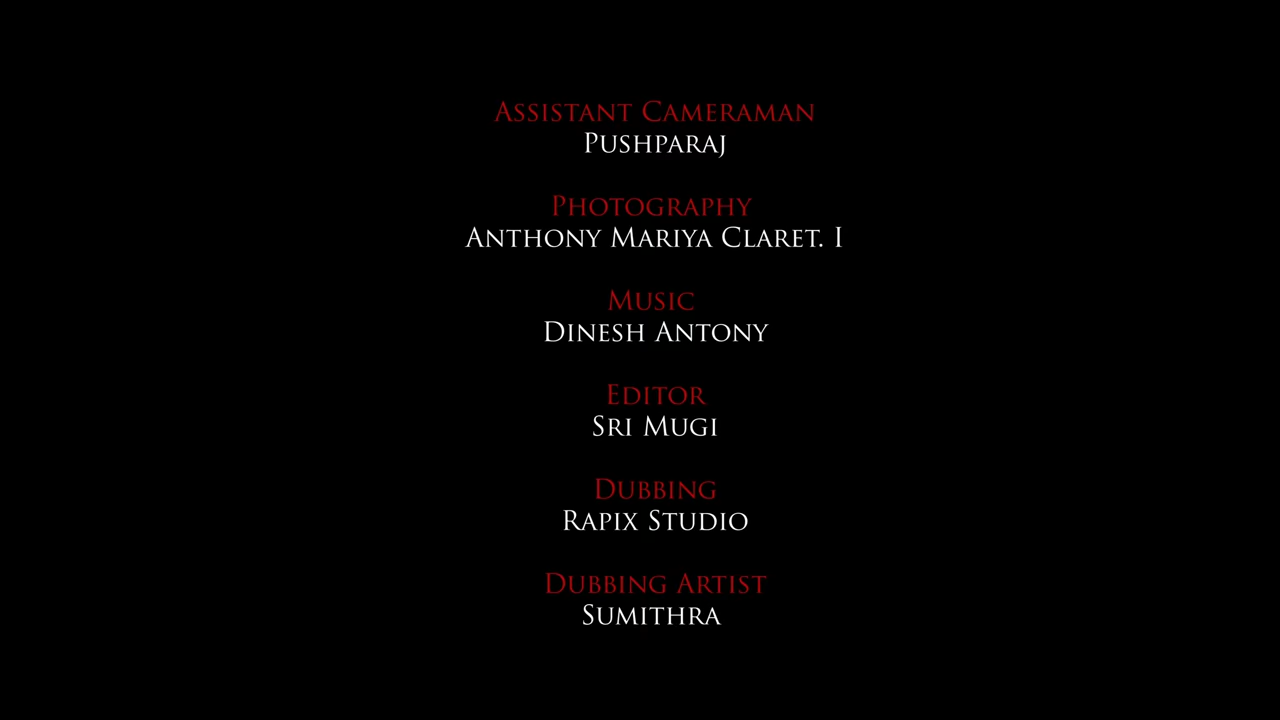 Assistant Cameraman
Pushparaj
Photography
Anthony Mariya Claret. I
Music
Dinesh Antony
Editor
Sri Mugi
Dubbing
Rapix Studio
Dubbing Artist
Sumithra